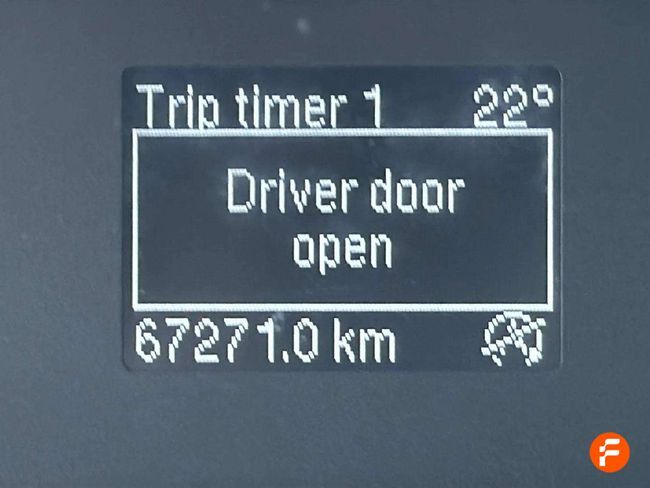 Trip timer 1 22°
Driver door
open
67271.0 km